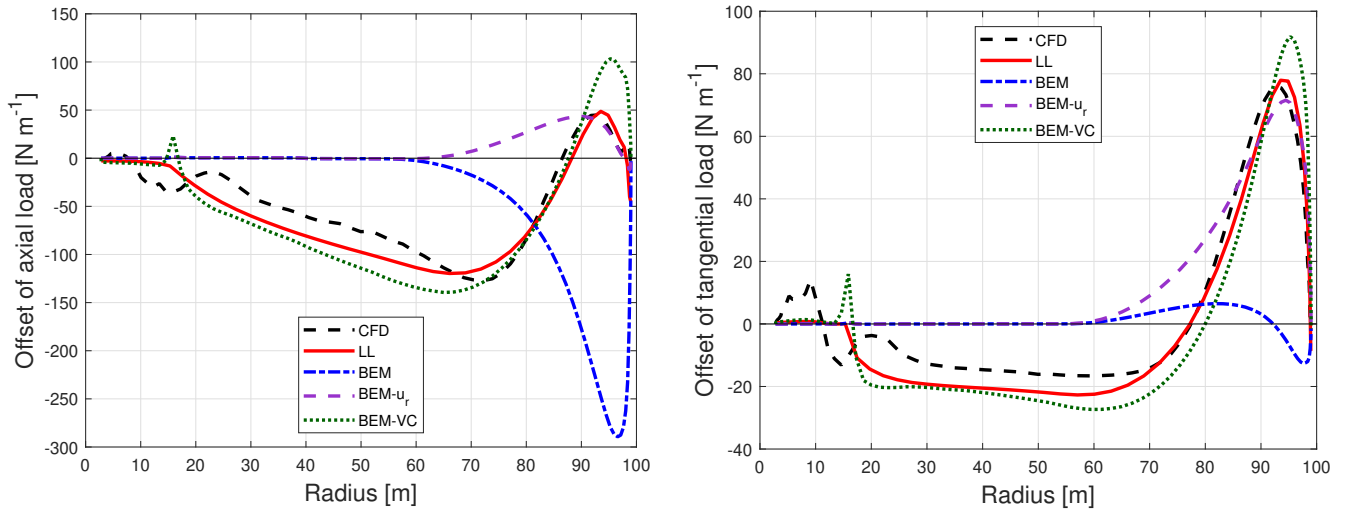 150
100
50
0
-50
-100
-150
-200
-250
-300
0 10 20 30 40 50 60 70 80 90 100
Radius [m]
Offset of axial load [N m-1]
CFD
LL
BEM
BEM-ur
BEM-VC
100
80
60
40
20
0
-20
-40
0 10 20 30 40 50 60 70 80 90 100
Radius [m]
Offset of tangential load [N m-1]
CFD
LL
BEM
BEM-ur
BEM-VC